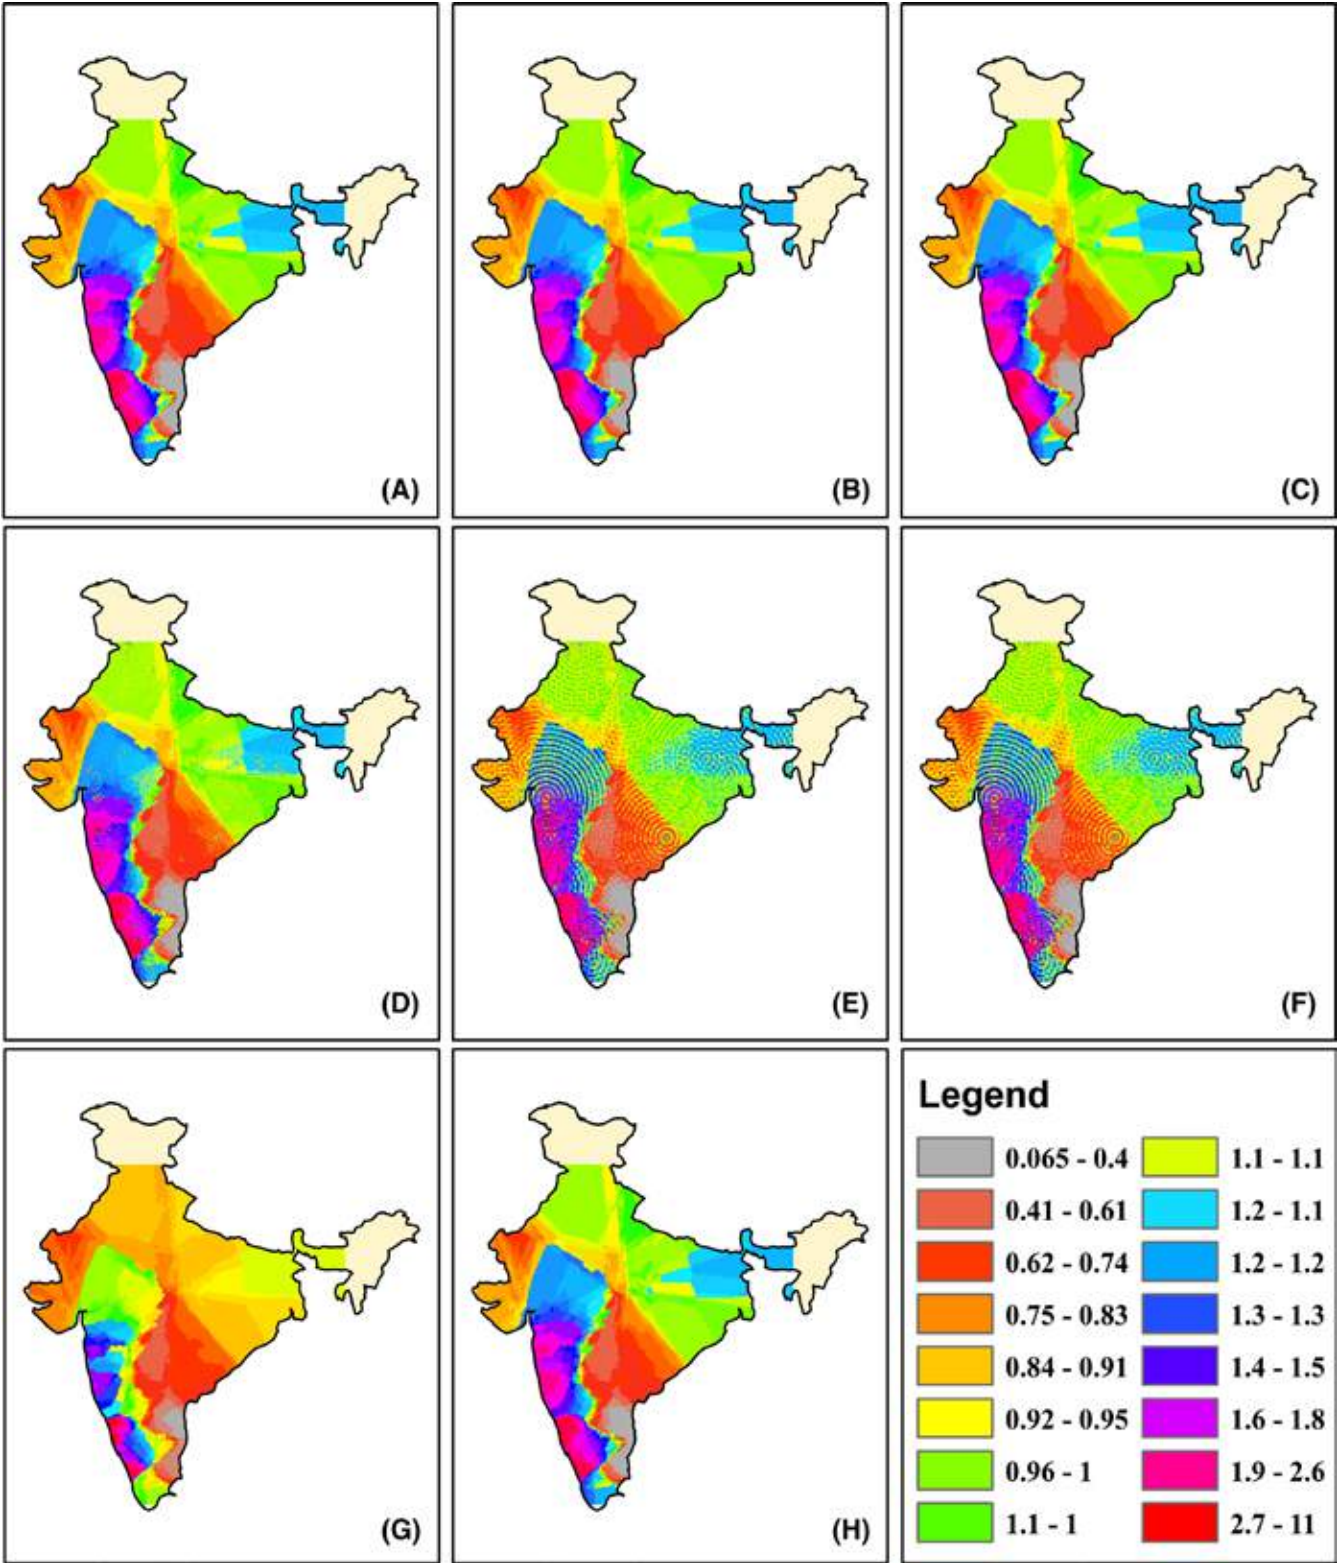 (A)
(B)
(C)
(D)
(E)
(F)
(G)
(H)
Legend
0.065 - 0.4
0.41 - 0.61
0.62 - 0.74
0.75 - 0.83
0.84 - 0.91
0.92 - 0.95
0.96 - 1
1.1 - 1
1.1 - 1.1
1.2 - 1.1
1.2 - 1.2
1.3 - 1.3
1.4 - 1.5
1.6 - 1.8
1.9 - 2.6
2.7 - 11